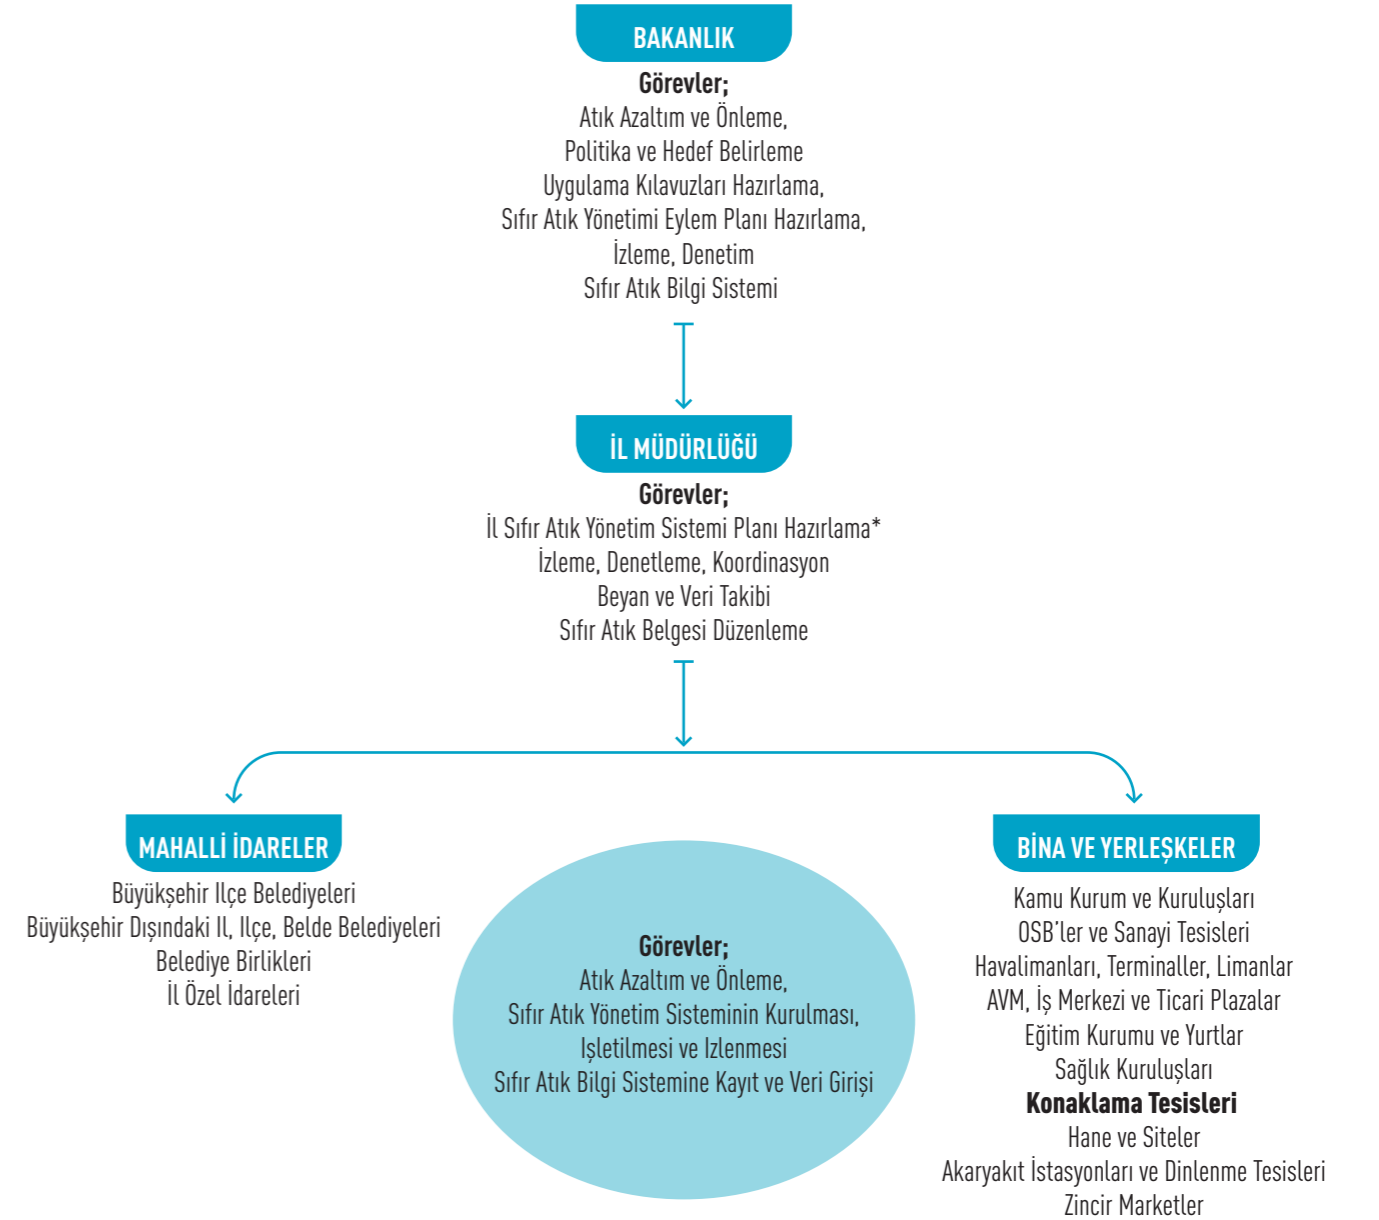 BAKANLIK
Görevler;
Atık Azaltım ve Önleme,
Politika ve Hedef Belirleme
Uygulama Kılavuzları Hazırlama,
Sıfır Atık Yönetimi Eylem Planı Hazırlama,
İzleme, Denetim
Sıfır Atık Bilgi Sistemi
İL MÜDÜRLÜĞÜ
Görevler;
İl Sıfır Atık Yönetim Sistemi Planı Hazırlama*
İzleme, Denetleme, Koordinasyon
Beyan ve Veri Takibi
Sıfır Atık Belgesi Düzenleme
MAHALLİ İDARELER
Büyükşehir Ilçe Belediyeleri
Büyükşehir Dışındaki Il, Ilçe, Belde Belediyeleri
Belediye Birlikleri
İl Özel İdareleri
Görevler;
Atık Azaltım ve Önleme,
Sıfır Atık Yönetim Sisteminin Kurulması,
Işletilmesi ve Izlenmesi
Sıfır Atık Bilgi Sistemine Kayıt ve Veri Girişi
BİNA VE YERLEŞKELER
Kamu Kurum ve Kuruluşları
OSB'ler ve Sanayi Tesisleri
Havalimanları, Terminaller, Limanlar
AVM, İş Merkezi ve Ticari Plazalar
Eğitim Kurumu ve Yurtlar
Sağlık Kuruluşları
Konaklama Tesisleri
Hane ve Siteler
Akaryakıt İstasyonları ve Dinlenme Tesisleri
Zincir Marketler